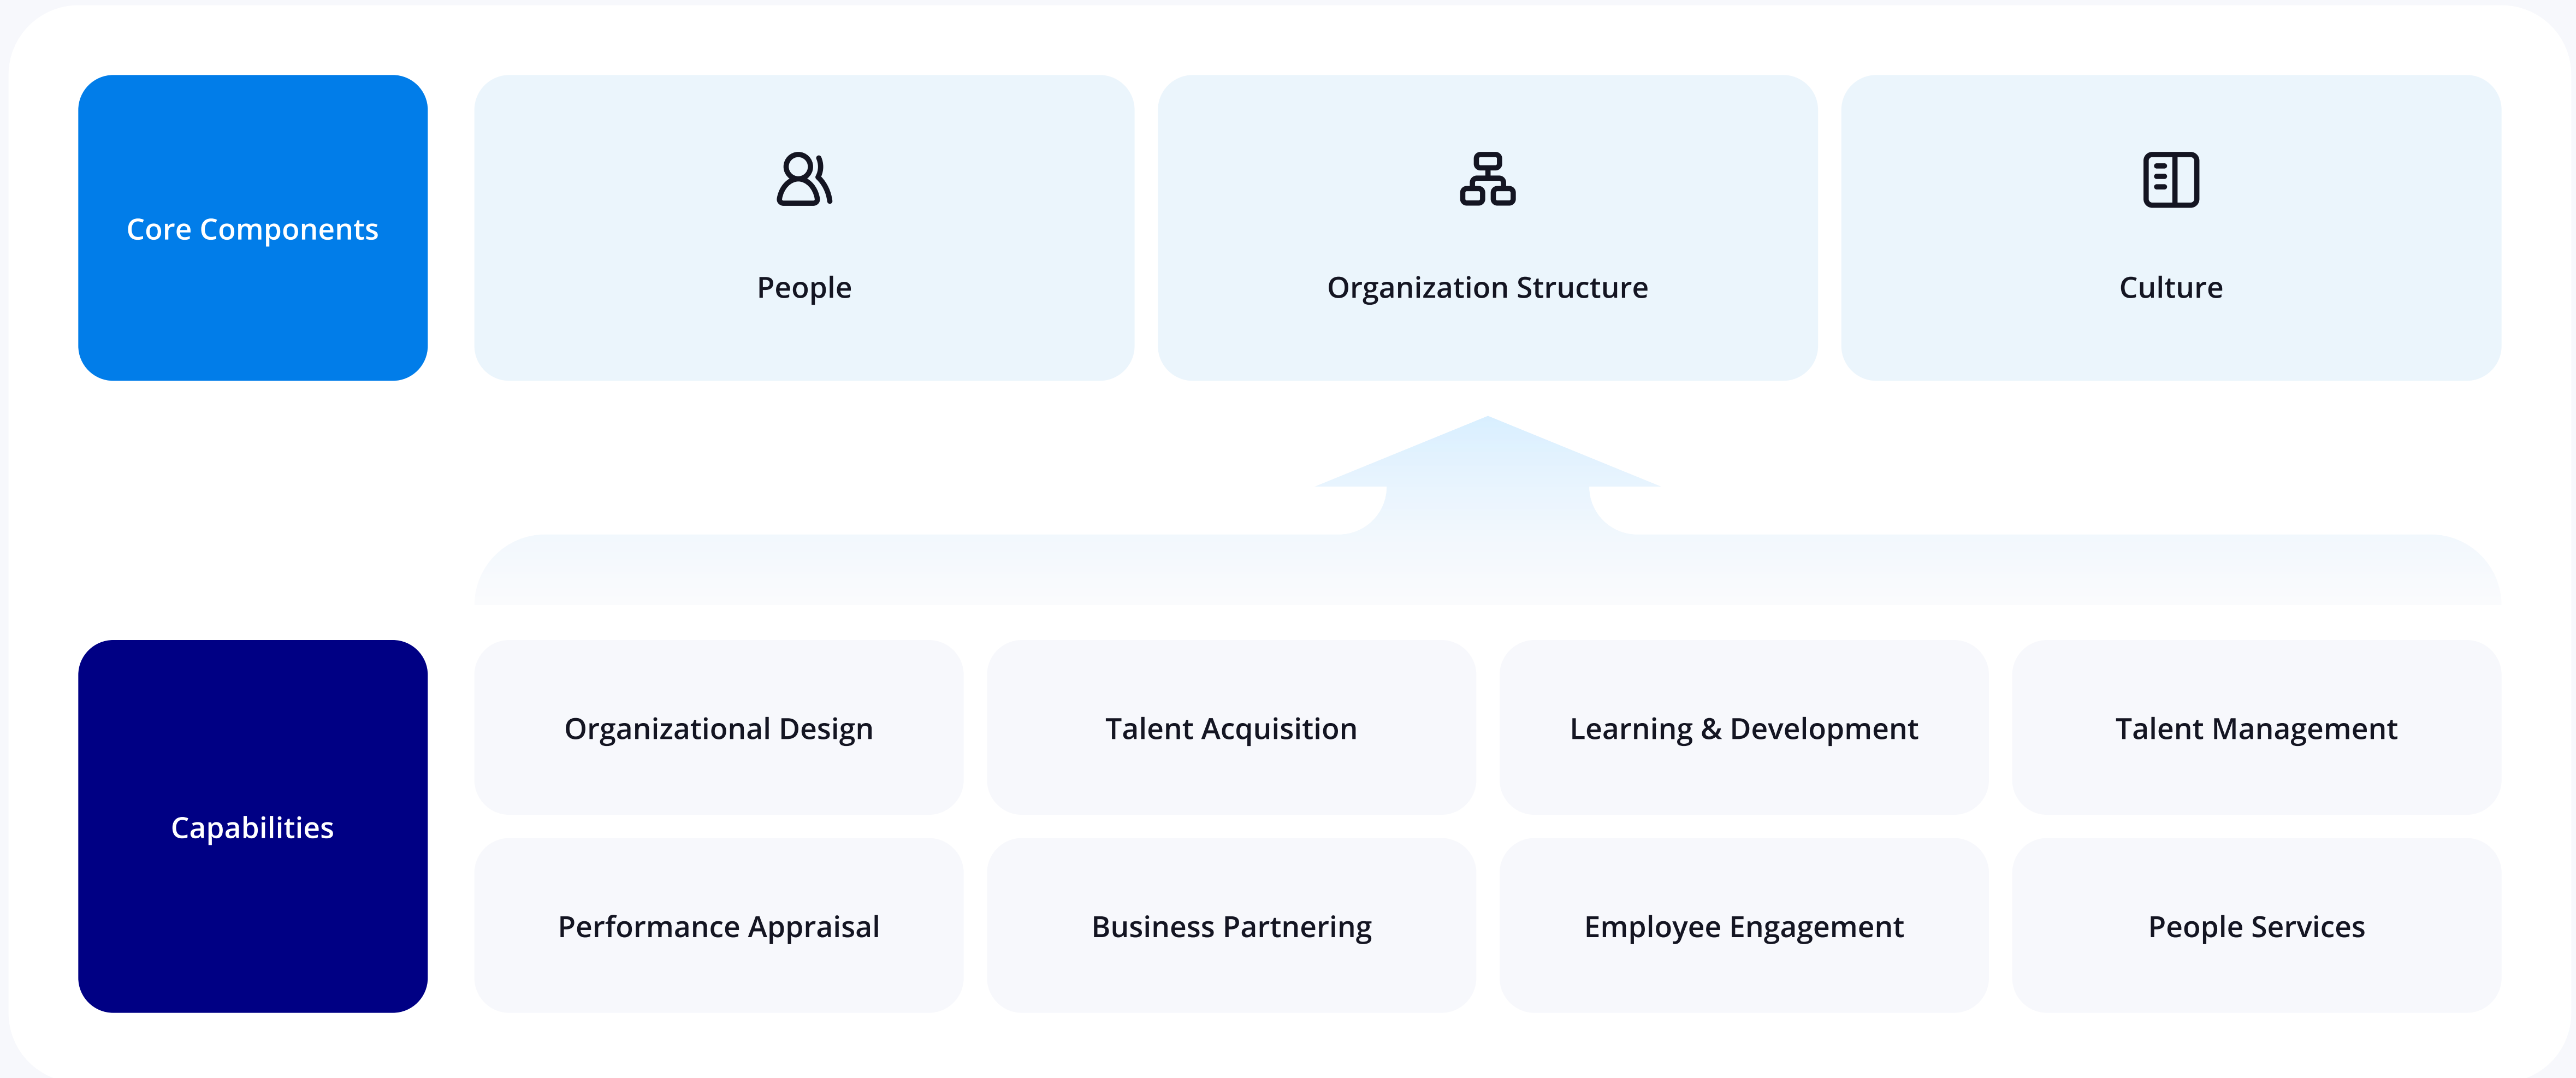 Core Components
People
Organization Structure
Culture
Capabilities
Organizational Design
Talent Acquisition
Learning & Development
Talent Management
Performance Appraisal
Business Partnering
Employee Engagement
People Services